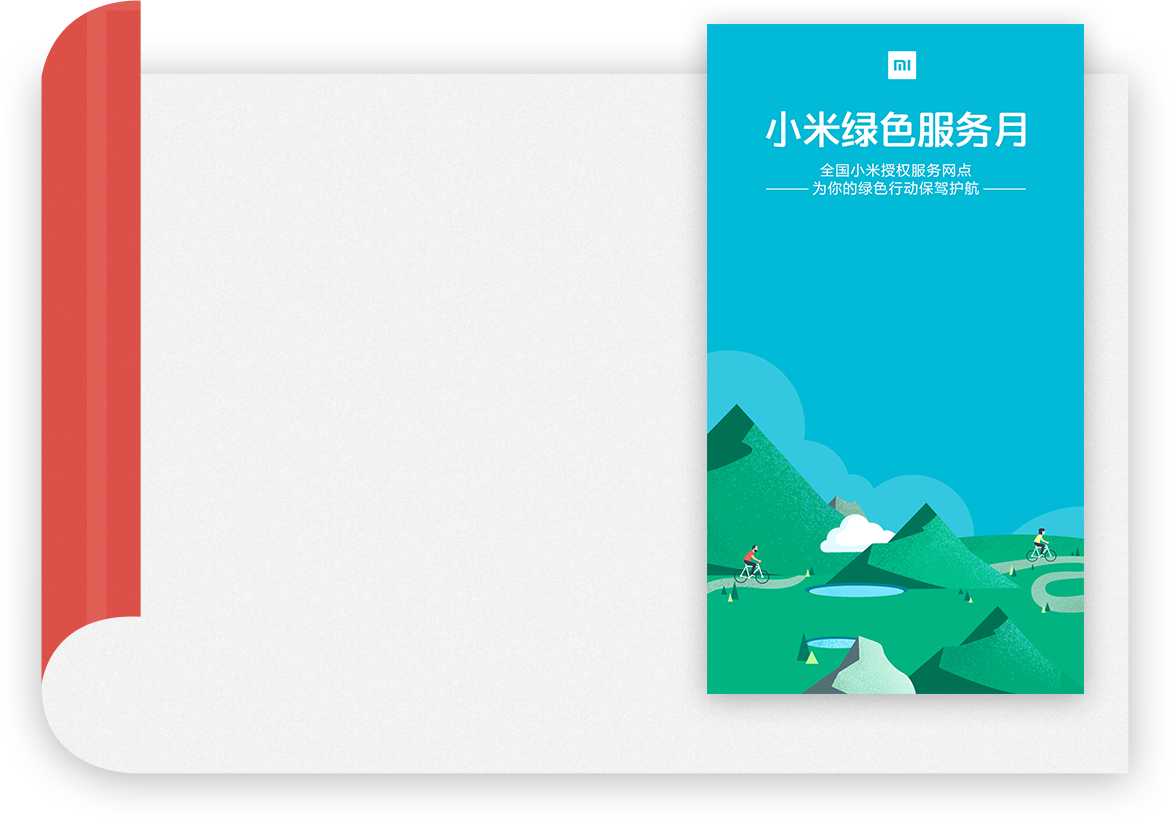 MI
小米绿色服务月
全国小米授权服务网点
为你的绿色行动保驾护航